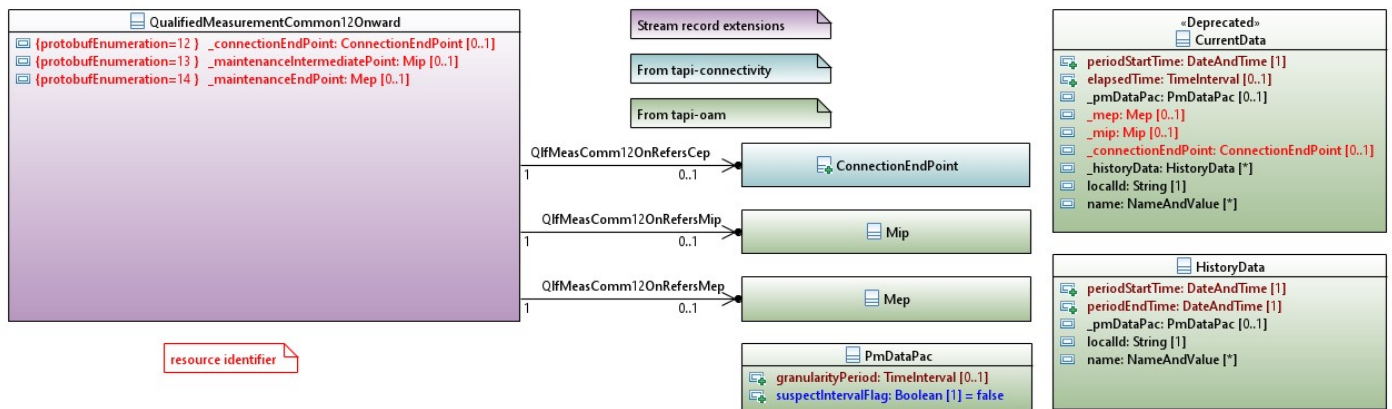 QualifiedMeasurementCommon12Onward
{protobufEnumeration=12 } _connectionEndPoint: ConnectionEndPoint [0..1]
{protobufEnumeration=13 } _maintenanceIntermediatePoint: Mip [0..1]
{protobufEnumeration=14 } _maintenanceEndPoint: Mep [0..1]
Stream record extensions
From tapi-connectivity
From tapi-oam
QlfMeasComm12OnRefersCep
1
0..1
ConnectionEndPoint
QlfMeasComm12OnRefersMip
1
0..1
Mip
QlfMeasComm12OnRefersMep
1
0..1
Mep
resource identifier
PmDataPac
granularityPeriod: TimeInterval [0..1]
suspectIntervalFlag: Boolean [1] = false
«Deprecated»
CurrentData
periodStartTime: DateAndTime [1]
elapsedTime: TimeInterval [0..1]
_pmDataPac: PmDataPac [0..1]
_mep: Mep [0..1]
_mip: Mip [0..1]
_connectionEndPoint: ConnectionEndPoint [0..1]
_historyData: HistoryData [*]
localId: String [1]
name: NameAndValue [*]
HistoryData
periodStartTime: DateAndTime [1]
periodEndTime: DateAndTime [1]
_pmDataPac: PmDataPac [0..1]
localId: String [1]
name: NameAndValue [*]